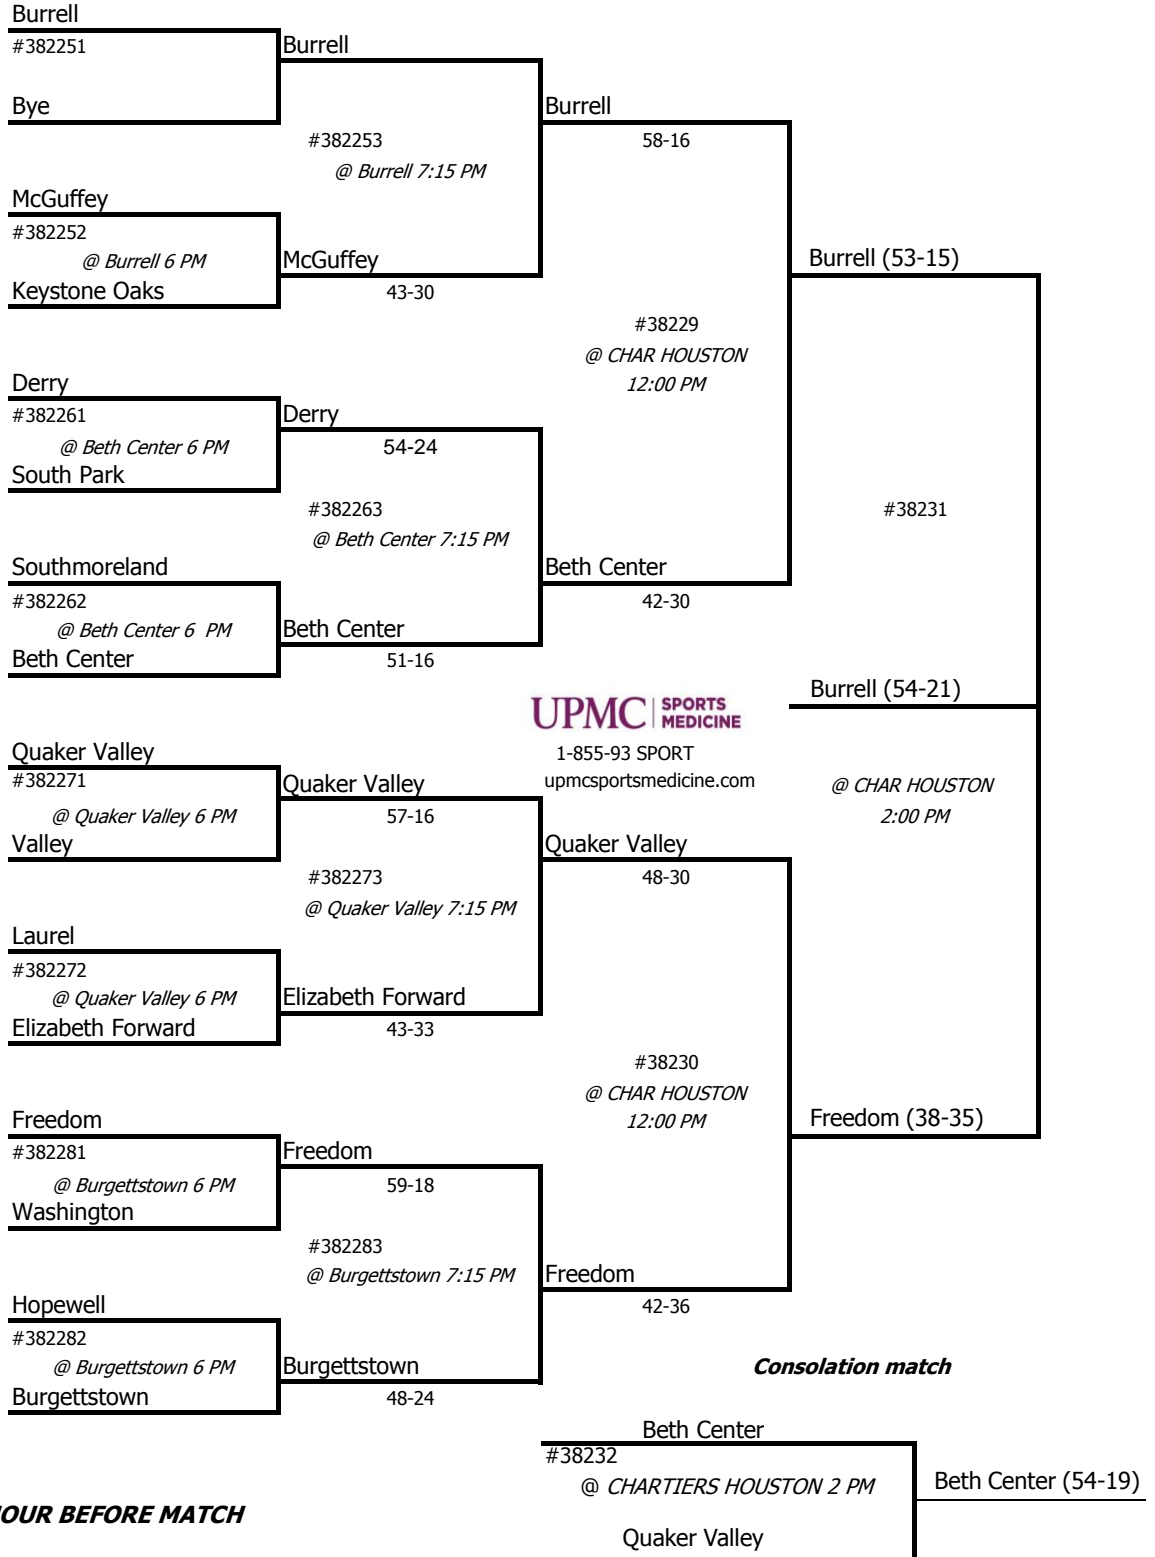 Burrell
#382251
Burrell
Bye
Burrell
#382253
58-16
@ Burrell 7:15 PM
McGuffey
#382252
@ Burrell 6 PM
McGuffey
Burrell (53-15)
Keystone Oaks
43-30
#38229
@ CHAR HOUSTON
12:00 PM
Derry
#382261
Derry
@ Beth Center 6 PM
54-24
South Park
#382263
#38231
@ Beth Center 7:15 PM
Southmoreland
Beth Center
#382262
42-30
@ Beth Center 6 PM
Beth Center
Beth Center
51-16
Burrell (54-21)
UPMC SPORTS MEDICINE
1-855-93 SPORT
upmcsportsmedicine.com
Quaker Valley
#382271
Quaker Valley
@ CHAR HOUSTON
2:00 PM
@ Quaker Valley 6 PM
57-16
Valley
Quaker Valley
#382273
48-30
@ Quaker Valley 7:15 PM
Laurel
#382272
@ Quaker Valley 6 PM
Elizabeth Forward
Elizabeth Forward
43-33
#38230
@ CHAR HOUSTON
12:00 PM
Freedom (38-35)
Freedom
#382281
Freedom
@ Burgettstown 6 PM
59-18
Washington
#382283
@ Burgettstown 7:15 PM
Freedom
42-36
Hopewell
#382282
@ Burgettstown 6 PM
Burgettstown
Burgettstown
48-24
Consolation match
Beth Center
#38232
@ CHARTIERS HOUSTON 2 PM
Beth Center (54-19)
Quaker Valley
BEFORE MATCH